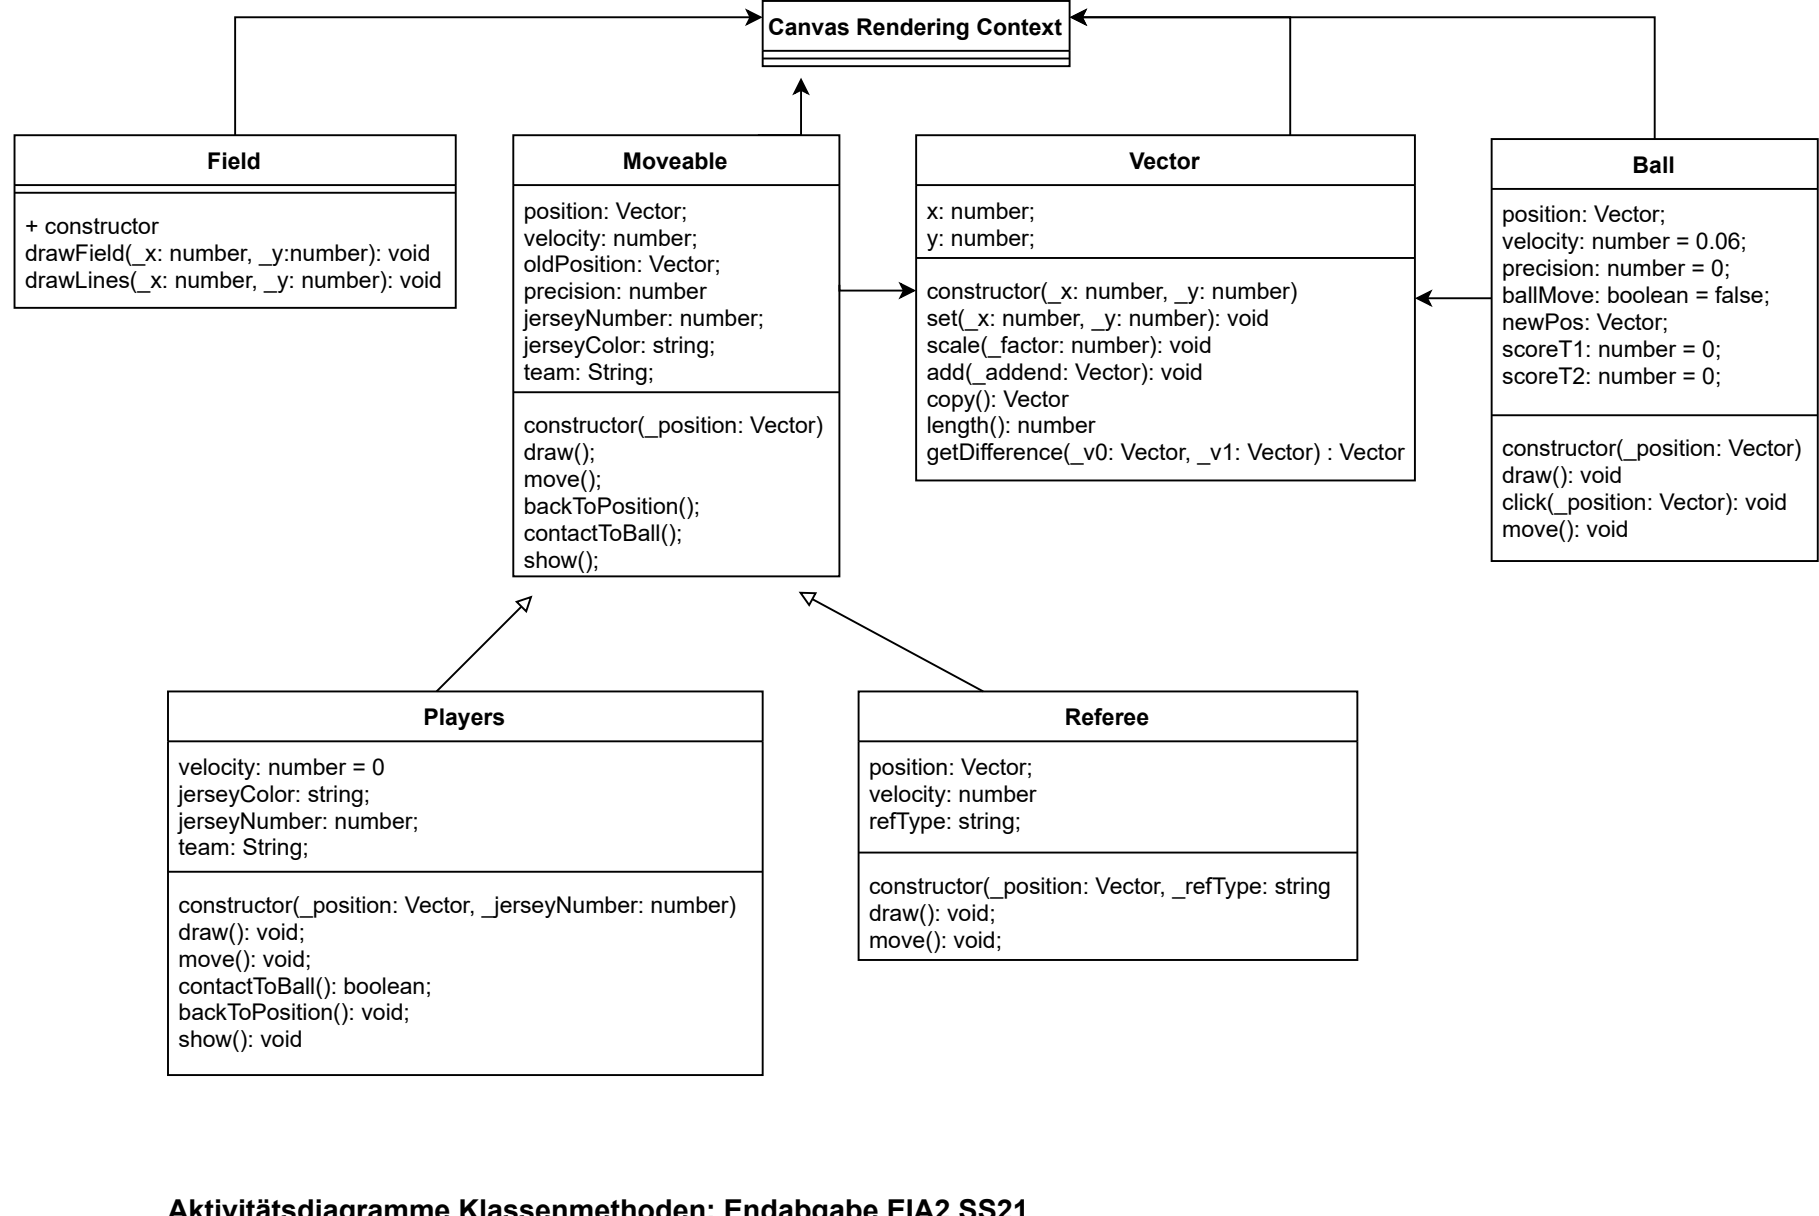 Canvas Rendering Context
Field
+ constructor
drawField(_x: number, _y:number): void
drawLines(_x: number, _y: number): void
Moveable
position: Vector;
velocity: number;
oldPosition: Vector;
precision: number
jerseyNumber: number;
jerseyColor: string;
team: String;
constructor(_position: Vector)
draw();
move();
backToPosition();
contactToBall();
show();
Vector
x: number;
y: number;
constructor(_x: number, _y: number)
set(_x: number, _y: number): void
scale(_factor: number): void
add(_addend: Vector): void
copy(): Vector
length(): number
getDifference(_v0: Vector, _v1: Vector) : Vector
Ball
position: Vector;
velocity: number = 0.06;
precision: number = 0;
ballMove: boolean = false;
newPos: Vector;
scoreT1: number = 0;
scoreT2: number = 0;
constructor(_position: Vector)
draw(): void
click(_position: Vector): void
move(): void
Players
velocity: number = 0
jerseyColor: string;
jerseyNumber: number;
team: String;
constructor(_position: Vector, _jerseyNumber: number)
draw(): void;
move(): void;
contactToBall(): boolean;
backToPosition(): void;
show(): void
Referee
position: Vector;
velocity: number
refType: string;
constructor(_position: Vector, _refType: string
draw(): void;
move(): void;
Aktivitätsdiagramme Klassenmethoden: Endabgabe EIA2 SS21